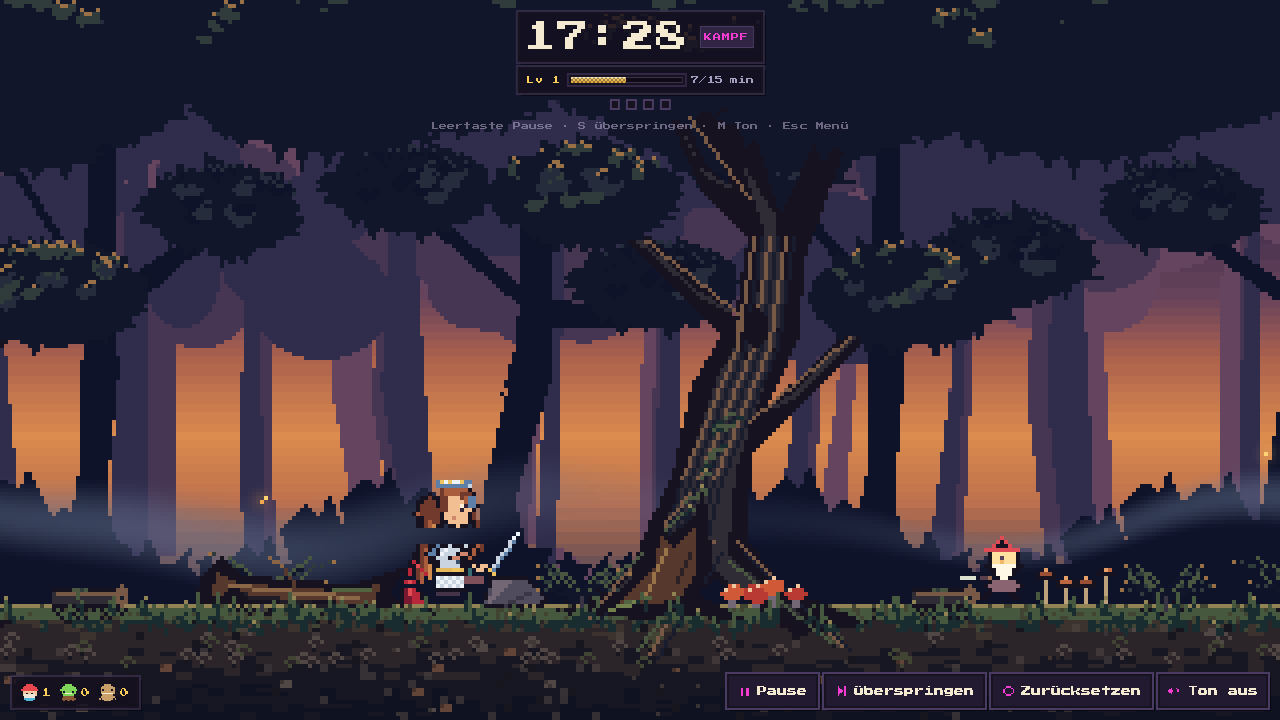 17:28 KAMPF
Lv 1 7/15 min
Leertaste Pause · S überspringen · M Ton · Esc Menü
1 0 0
Pause überspringen Zurücksetzen Ton aus